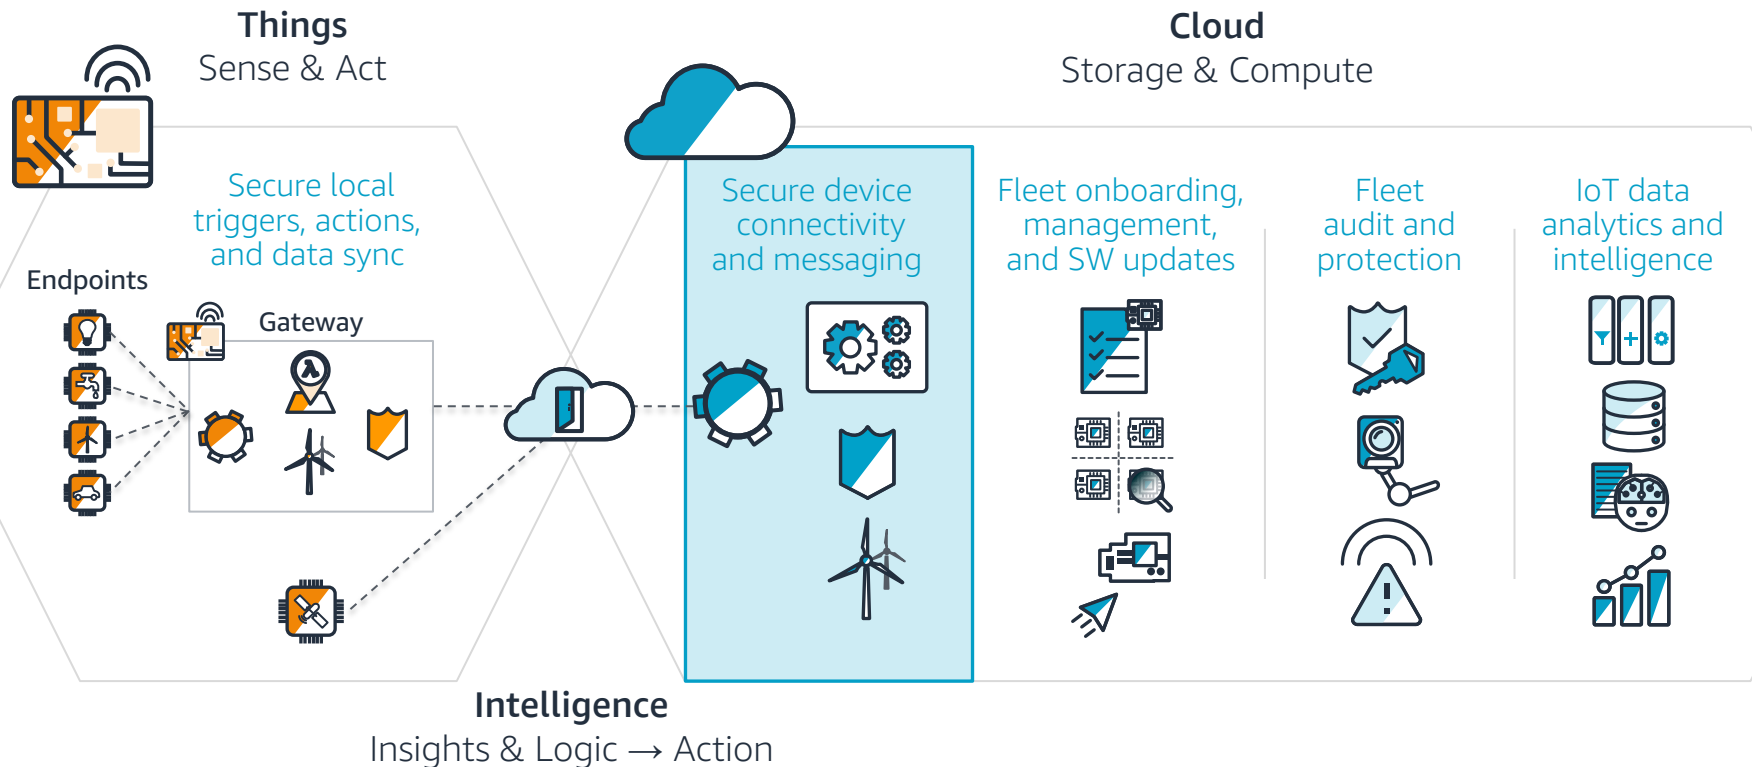 Things
Sense & Act
Cloud
Storage & Compute
Secure local
triggers, actions,
and data sync
Endpoints
Gateway
λ
Secure device
connectivity
and messaging
Fleet onboarding,
management,
and SW updates
Fleet
audit and
protection
IoT data
analytics and
intelligence
Intelligence
Insights & Logic → Action